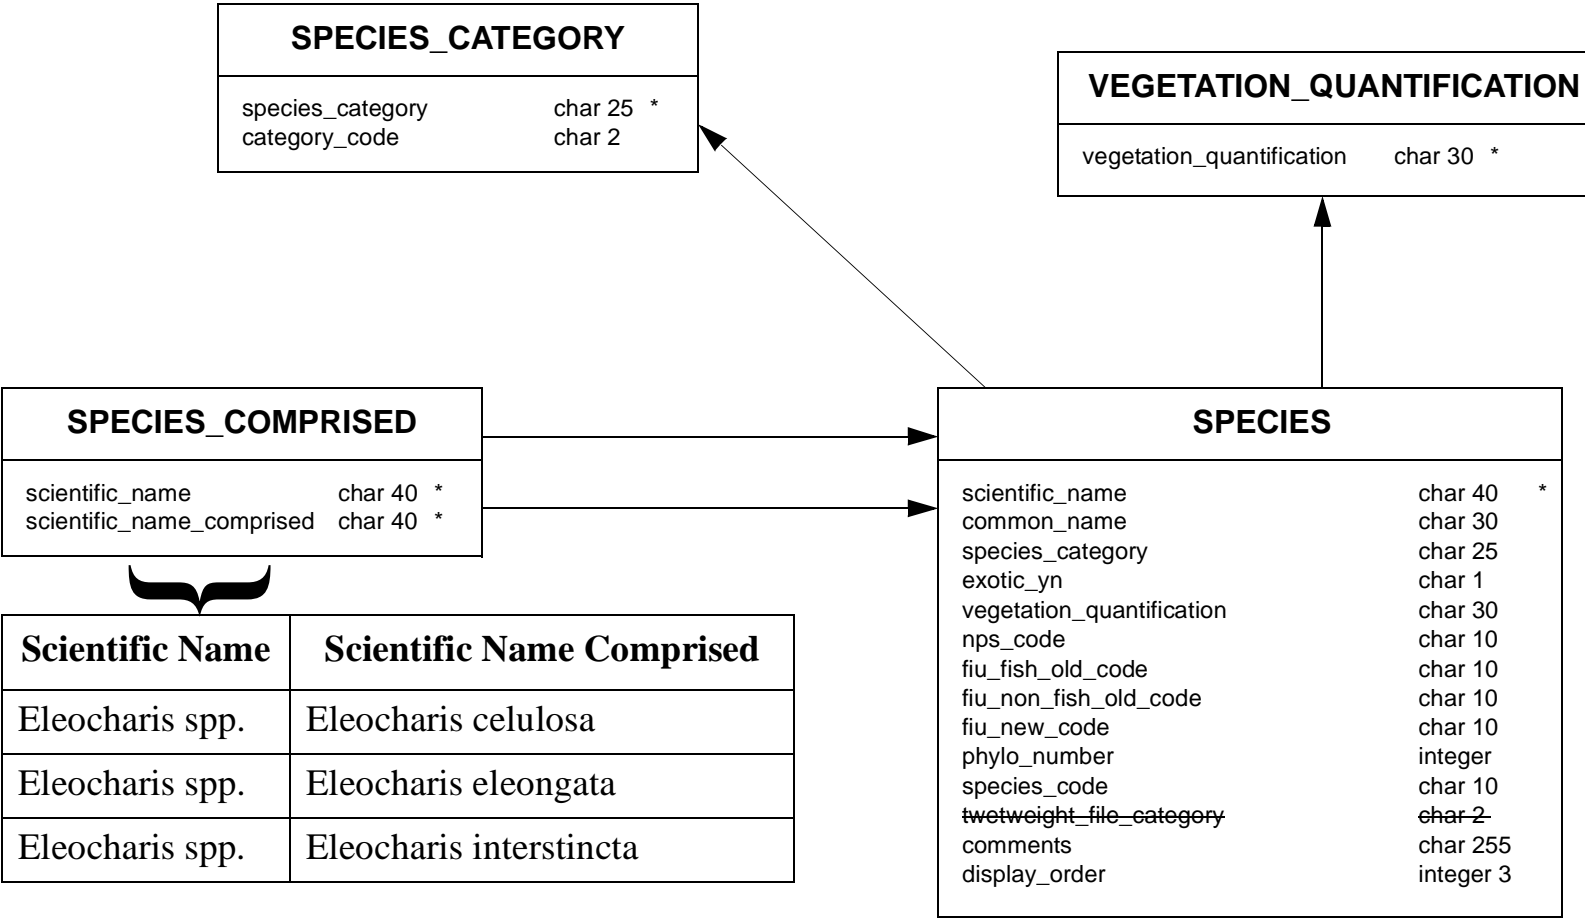 SPECIES_CATEGORY
species_category char 25 *
category_code char 2
VEGETATION_QUANTIFICATION
vegetation_quantification char 30 *
SPECIES_COMPRISED
scientific_name char 40 *
scientific_name_comprised char 40 *
SPECIES
scientific_name char 40 *
common_name char 30
species_category char 25
exotic_yn char 1
vegetation_quantification char 30
nps_code char 10
fiu_fish_old_code char 10
fiu_non_fish_old_code char 10
fiu_new_code char 10
phylo_number integer
species_code char 10
twetweight_file_category char 2
comments char 255
display_order integer 3
Scientific Name Scientific Name Comprised
Eleocharis spp. Eleocharis celulosa
Eleocharis spp. Eleocharis eleongata
Eleocharis spp. Eleocharis interstincta